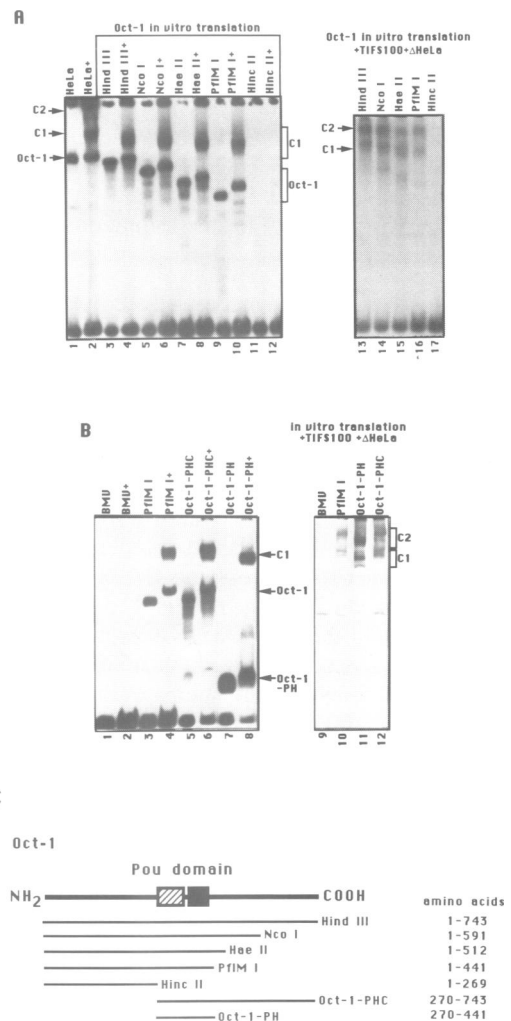 A
Oct-1 in vitro translation
HeLa
HeLa+
Hind III
Hind III+
Nco I
Nco I+
Hae II
Hae II+
PflM I
PflM I+
Hinc II
Hinc II+
C2
C1
Oct-1
C1
Oct-1
1 2 3 4 5 6 7 8 9 10 11 12
Oct-1 in vitro translation
+TIFS100+ΔHeLa
Hind III
Nco I
Hae II
PflM I
Hinc II
C2
C1
13 14 15 16 17
B
BMV
BMV+
PflM I
PflM I+
Oct-1-PHC
Oct-1-PHC+
Oct-1-PH
Oct-1-PH+
C1
Oct-1
Oct-1
-PH
1 2 3 4 5 6 7 8
in vitro translation
+TIFS100 +ΔHeLa
BMV
PflM I
Oct-1-PH
Oct-1-PHC
C2
C1
9 10 11 12
Oct-1
Pou domain
NH2 COOH
amino acids
Hind III 1-743
Nco I 1-591
Hae II 1-512
PflM I 1-441
Hinc II 1-269
Oct-1-PHC 270-743
Oct-1-PH 270-441